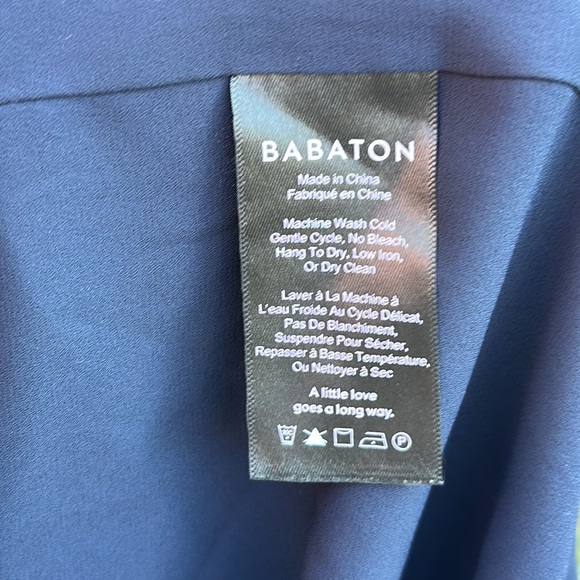 BABATON
Made in China
Fabriqué en Chine
Machine Wash Cold
Gentle Cycle, No Bleach,
Hang To Dry, Low Iron,
Or Dry Clean
Laver à La Machine à
L'eau Froide Au Cycle Délicat,
Pas De Blanchiment,
Suspendre Pour Sécher,
Repasser à Basse Température,
Ou Nettoyer à Sec
A little love
goes a long way.
P